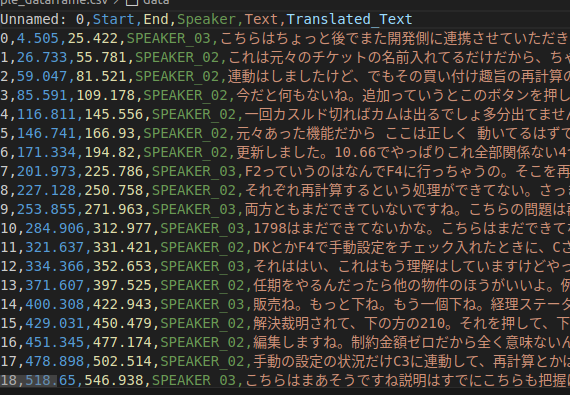 ple_dataframe.csv data
Unnamed: 0,Start,End,Speaker,Text,Translated_Text
0,4.505,25.422,SPEAKER_03,こちらはちょっと後でまた開発側に連携させていただき
1,26.733,55.781,SPEAKER_02,これは元々のチケットの名前入れてるだけだから、ちゃ
2,59.047,81.521,SPEAKER_02,連動はしましたけど、でもその買い付け趣旨の再計算の
3,85.591,109.178,SPEAKER_02,今だと何もないね。追加っていうとこのボタンを押し
4,116.811,145.556,SPEAKER_02,一回カスルド切ればカムは出るでしょ多分出てません
5,146.741,166.93,SPEAKER_02,元々あった機能だから ここは正しく 動いてるはずで
6,171.334,194.82,SPEAKER_02,更新しました。10.66でやっぱりこれ全部関係ない4つ
7,201.973,225.786,SPEAKER_03,F2っていうのはなんでF4に行っちゃうの。そこを再
8,227.128,250.758,SPEAKER_02,それぞれ再計算するという処理ができてない。さっき
9,253.855,271.963,SPEAKER_03,両方ともまだできていないですね。こちらの問題は再
10,284.906,312.977,SPEAKER_03,1798はまだできてないかな。こちらはまだできてな
11,321.637,331.421,SPEAKER_02,DKとかF4で手動設定をチェック入れたときに、Cさ
12,334.366,352.653,SPEAKER_03,それははい、これはもう理解はしていますけどやっ
13,371.607,397.525,SPEAKER_02,任期をやるんだったら他の物件のほうがいいよ。例
14,400.308,422.943,SPEAKER_03,販売ね。もっと下ね。もう一個下ね。経理ステータ
15,429.031,450.479,SPEAKER_02,解決裁明されて、下の方の210。それを押して、下
16,451.345,477.174,SPEAKER_02,編集しますね。制約金額ゼロだから全く意味ないん
17,478.898,502.514,SPEAKER_02,手動の設定の状況だけC3に連動して、再計算とかは
18,518.65,546.938,SPEAKER_03,こちらはまあそうですね説明はすでにこちらも把握